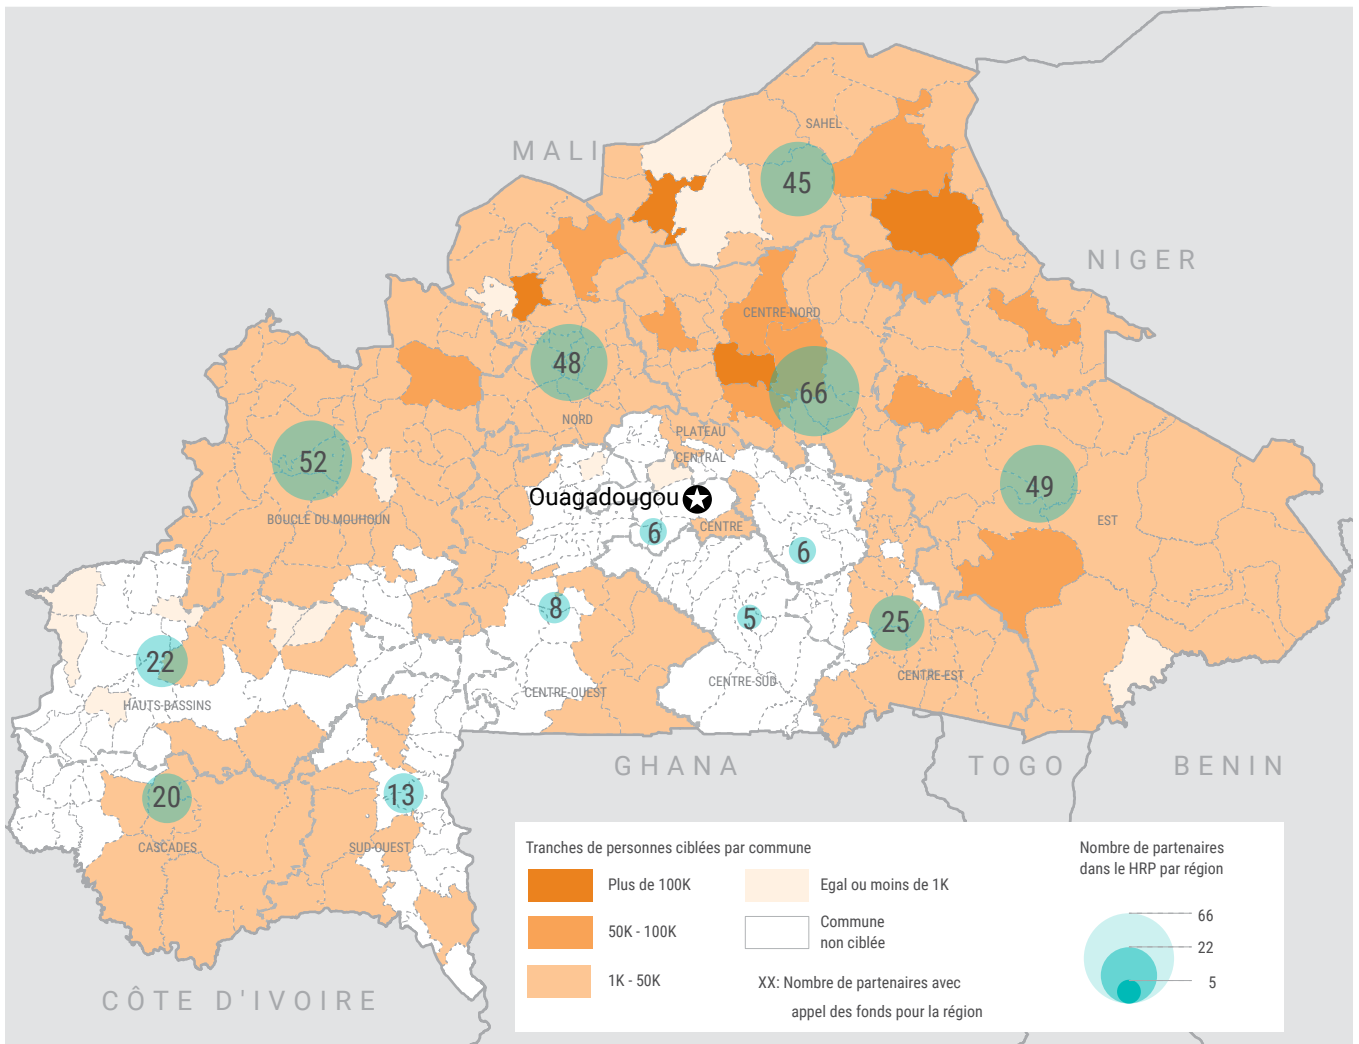 MALI
SAHEL
45
NIGER
CENTRE-NORD
48
66
NORD
PLATEAU
CENTRAL
52
49
Ouagadougou
BOUCLE DU MOUHOUN
CENTRE
EST
6
6
8
5
25
22
CENTRE-EST
CENTRE-SUD
CENTRE-OUEST
HAUTS-BASSINS
GHANA
TOGO
BENIN
20
13
CASCADES
SUD-OUEST
CÔTE D'IVOIRE
Tranches de personnes ciblées par commune
Plus de 100K
50K - 100K
1K - 50K
Egal ou moins de 1K
Commune
non ciblée
XX: Nombre de partenaires avec
appel des fonds pour la région
Nombre de partenaires
dans le HRP par région
66
22
5